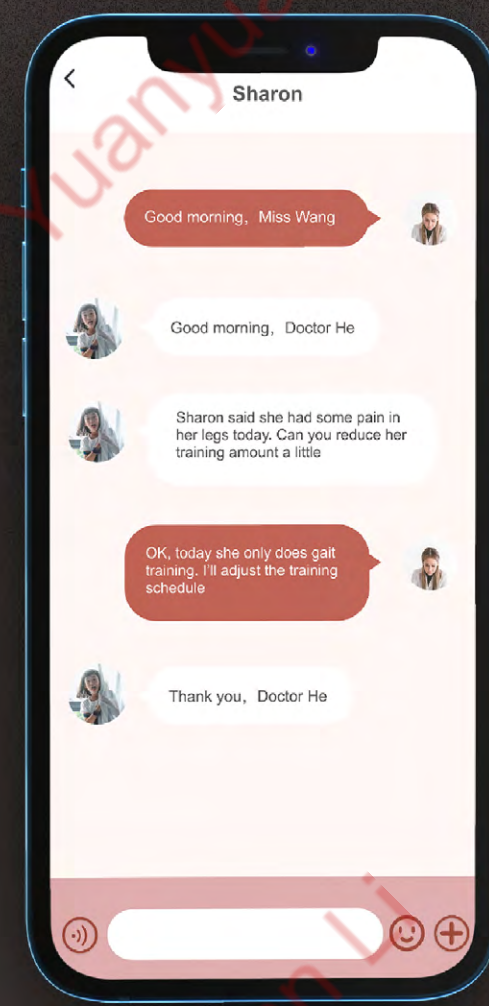 Sharon
Good morning, Miss Wang
Good morning, Doctor He
Sharon said she had some pain in
her legs today. Can you reduce her
training amount a little
OK, today she only does gait
training. I'll adjust the training
schedule
Thank you, Doctor He